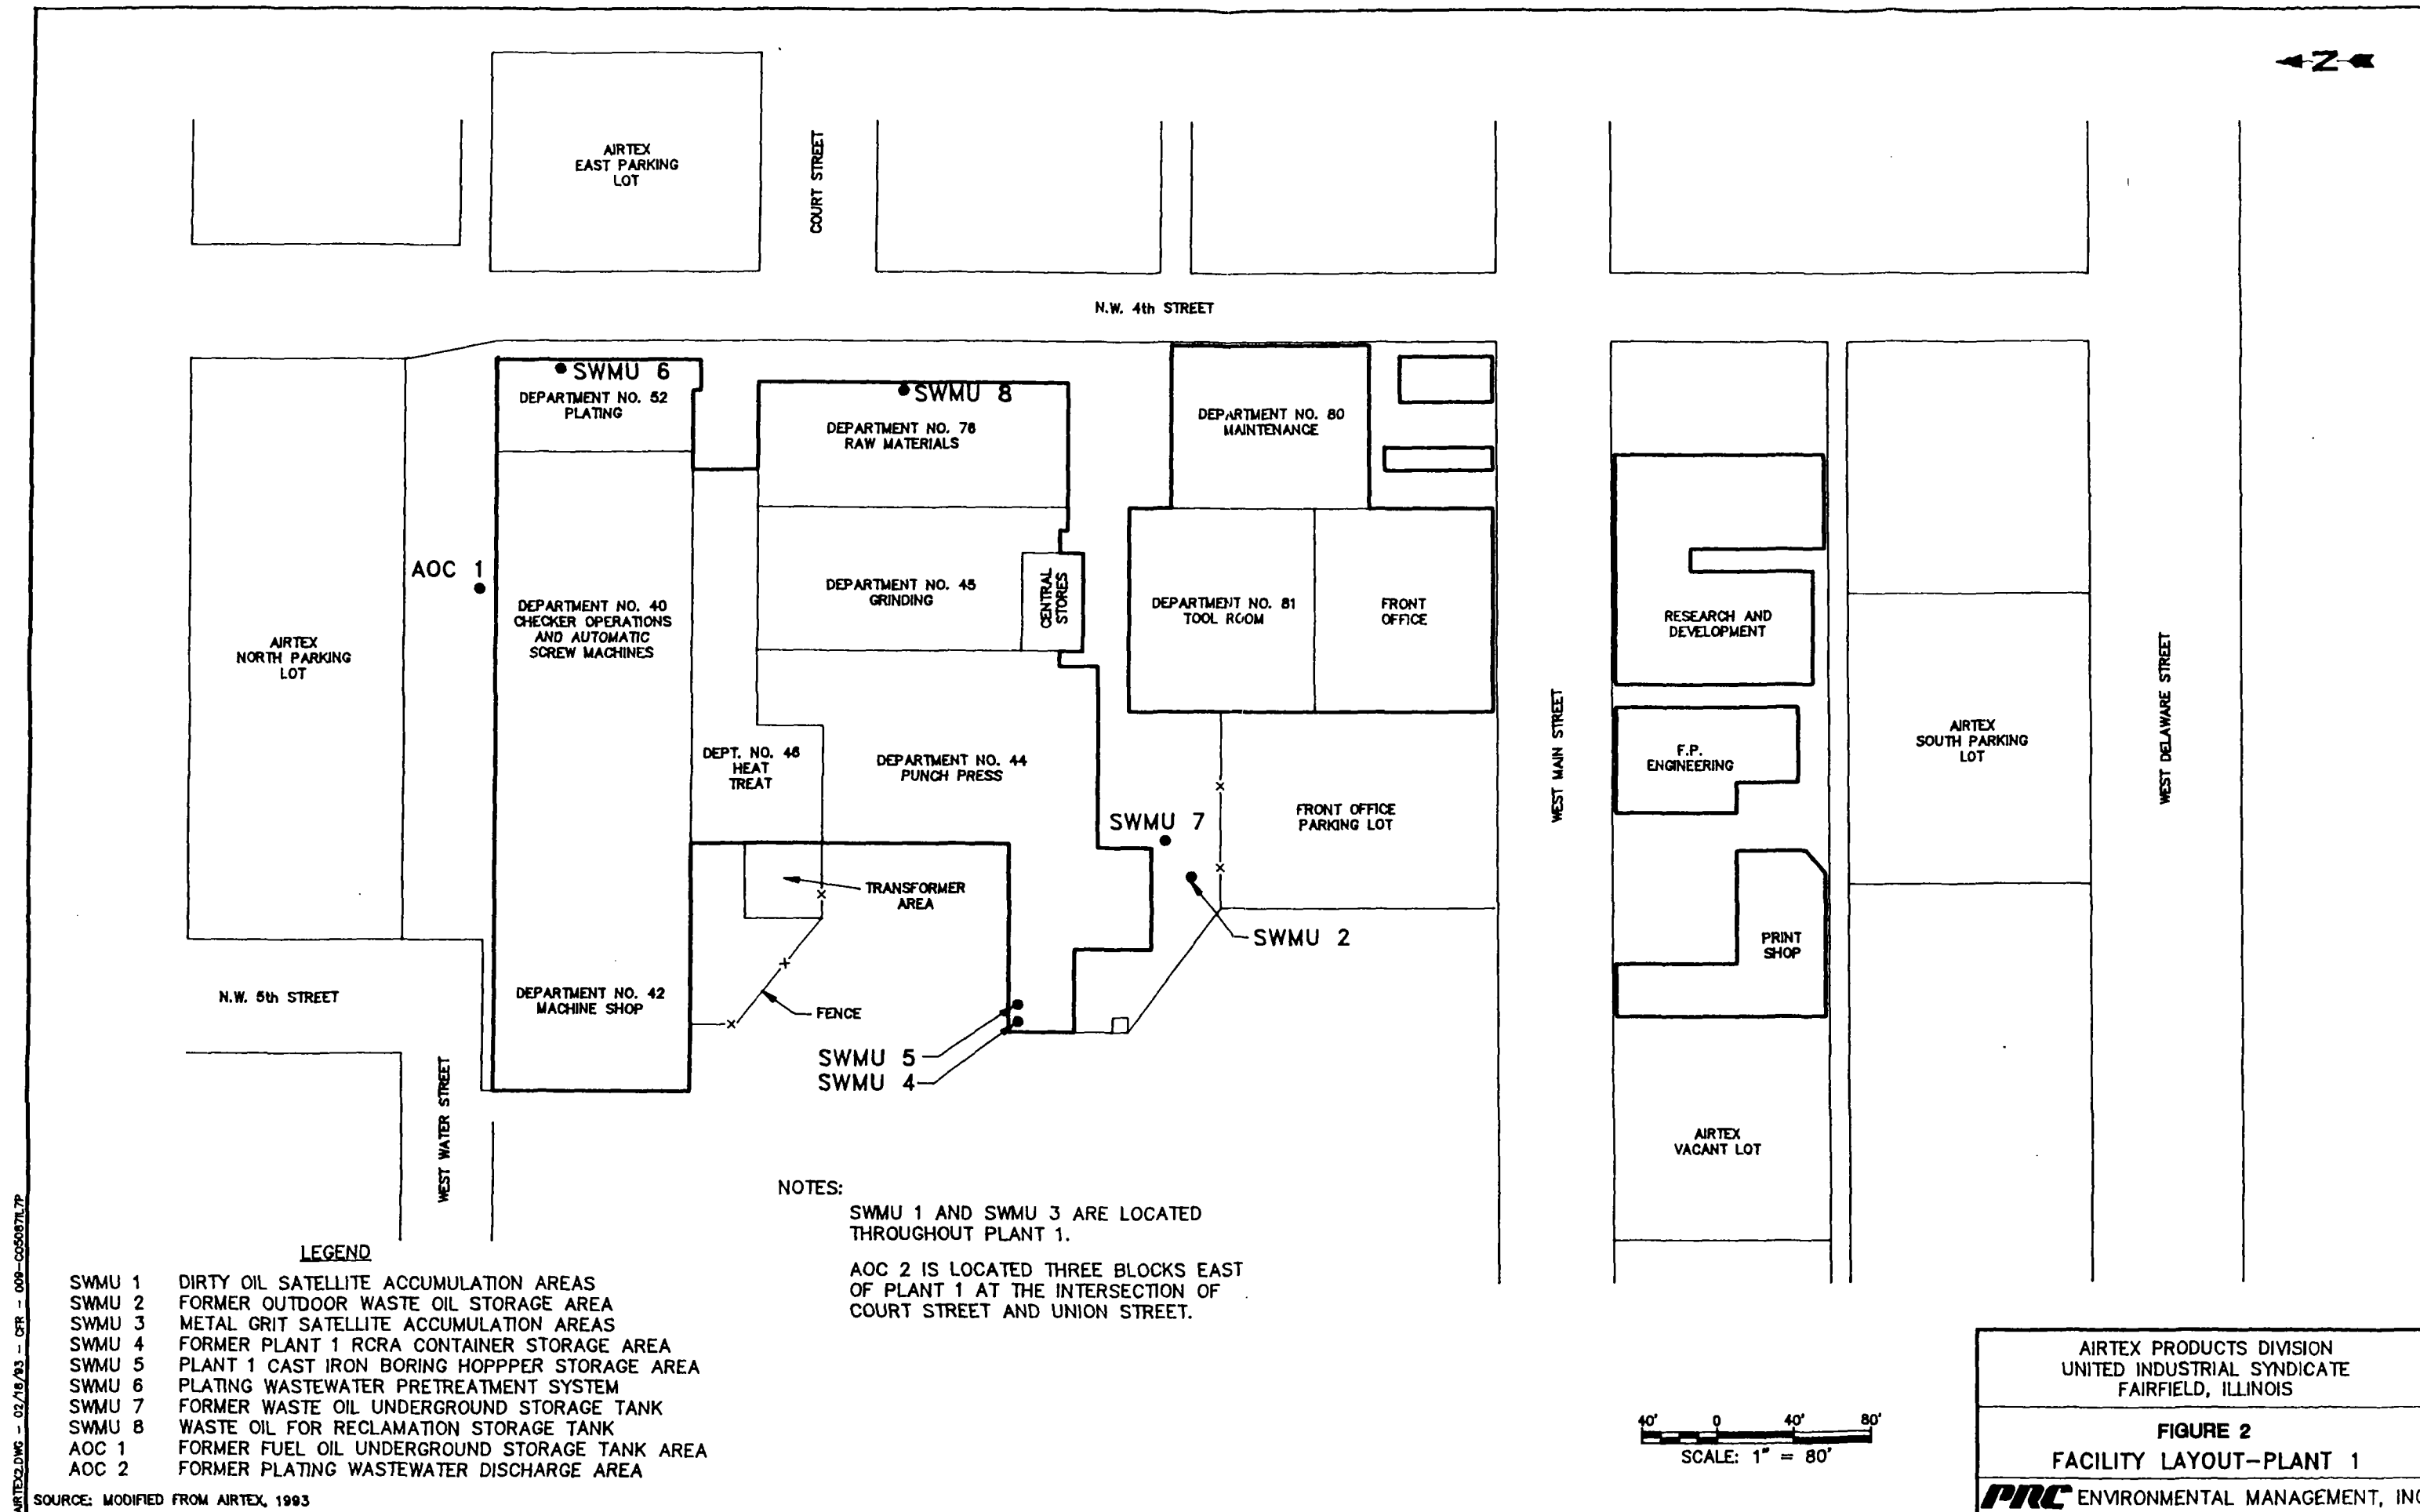 N
AIRTEX
EAST PARKING
LOT
COURT STREET
N.W. 4th STREET
SWMU 6
DEPARTMENT NO. 52
PLATING
SWMU 8
DEPARTMENT NO. 76
RAW MATERIALS
DEPARTMENT NO. 80
MAINTENANCE
AOC 1
DEPARTMENT NO. 40
CHECKER OPERATIONS
AND AUTOMATIC
SCREW MACHINES
DEPARTMENT NO. 45
GRINDING
CENTRAL
STORES
DEPARTMENT NO. 81
TOOL ROOM
FRONT
OFFICE
RESEARCH AND
DEVELOPMENT
AIRTEX
NORTH PARKING
LOT
DEPT. NO. 46
HEAT
TREAT
DEPARTMENT NO. 44
PUNCH PRESS
WEST MAIN STREET
F.P.
ENGINEERING
AIRTEX
SOUTH PARKING
LOT
WEST DELAWARE STREET
SWMU 7
FRONT OFFICE
PARKING LOT
TRANSFORMER
AREA
SWMU 2
PRINT
SHOP
N.W. 5th STREET
DEPARTMENT NO. 42
MACHINE SHOP
FENCE
SWMU 5
SWMU 4
WEST WATER STREET
AIRTEX
VACANT LOT
NOTES:
SWMU 1 AND SWMU 3 ARE LOCATED
THROUGHOUT PLANT 1.
AOC 2 IS LOCATED THREE BLOCKS EAST
OF PLANT 1 AT THE INTERSECTION OF
COURT STREET AND UNION STREET.
LEGEND
SWMU 1 DIRTY OIL SATELLITE ACCUMULATION AREAS
SWMU 2 FORMER OUTDOOR WASTE OIL STORAGE AREA
SWMU 3 METAL GRIT SATELLITE ACCUMULATION AREAS
SWMU 4 FORMER PLANT 1 RCRA CONTAINER STORAGE AREA
SWMU 5 PLANT 1 CAST IRON BORING HOPPPER STORAGE AREA
SWMU 6 PLATING WASTEWATER PRETREATMENT SYSTEM
SWMU 7 FORMER WASTE OIL UNDERGROUND STORAGE TANK
SWMU 8 WASTE OIL FOR RECLAMATION STORAGE TANK
AOC 1 FORMER FUEL OIL UNDERGROUND STORAGE TANK AREA
AOC 2 FORMER PLATING WASTEWATER DISCHARGE AREA
SOURCE: MODIFIED FROM AIRTEX, 1993
AIRTEX2.DWG - 02/18/93 - CFR - 009-C05087IL7P
40' 0 40' 80'
SCALE: 1" = 80'
AIRTEX PRODUCTS DIVISION
UNITED INDUSTRIAL SYNDICATE
FAIRFIELD, ILLINOIS
FIGURE 2
FACILITY LAYOUT-PLANT 1
PRC ENVIRONMENTAL MANAGEMENT, INC